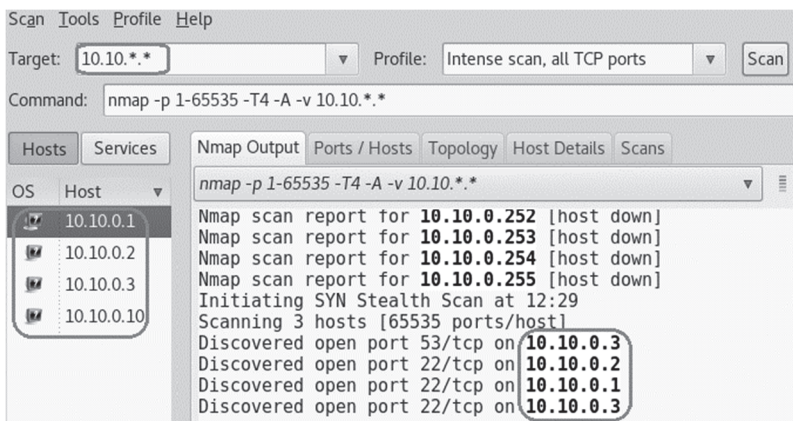 Scan Tools Profile Help
Target: 10.10.*.* Profile: Intense scan, all TCP ports Scan
Command: nmap -p 1-65535 -T4 -A -v 10.10.*.*
Hosts Services
OS Host
10.10.0.1
10.10.0.2
10.10.0.3
10.10.0.10
Nmap Output Ports / Hosts Topology Host Details Scans
nmap -p 1-65535 -T4 -A -v 10.10.*.*
Nmap scan report for 10.10.0.252 [host down]
Nmap scan report for 10.10.0.253 [host down]
Nmap scan report for 10.10.0.254 [host down]
Nmap scan report for 10.10.0.255 [host down]
Initiating SYN Stealth Scan at 12:29
Scanning 3 hosts [65535 ports/host]
Discovered open port 53/tcp on 10.10.0.3
Discovered open port 22/tcp on 10.10.0.2
Discovered open port 22/tcp on 10.10.0.1
Discovered open port 22/tcp on 10.10.0.3